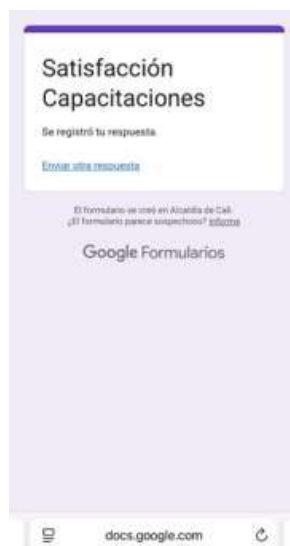 Satisfacción
Capacitaciones
Se registró tu respuesta.
Enviar otra respuesta
El formulario se creó en Alcaldía de Cali.
¿El formulario parece sospechoso? Informe
Google Formularios
docs.google.com